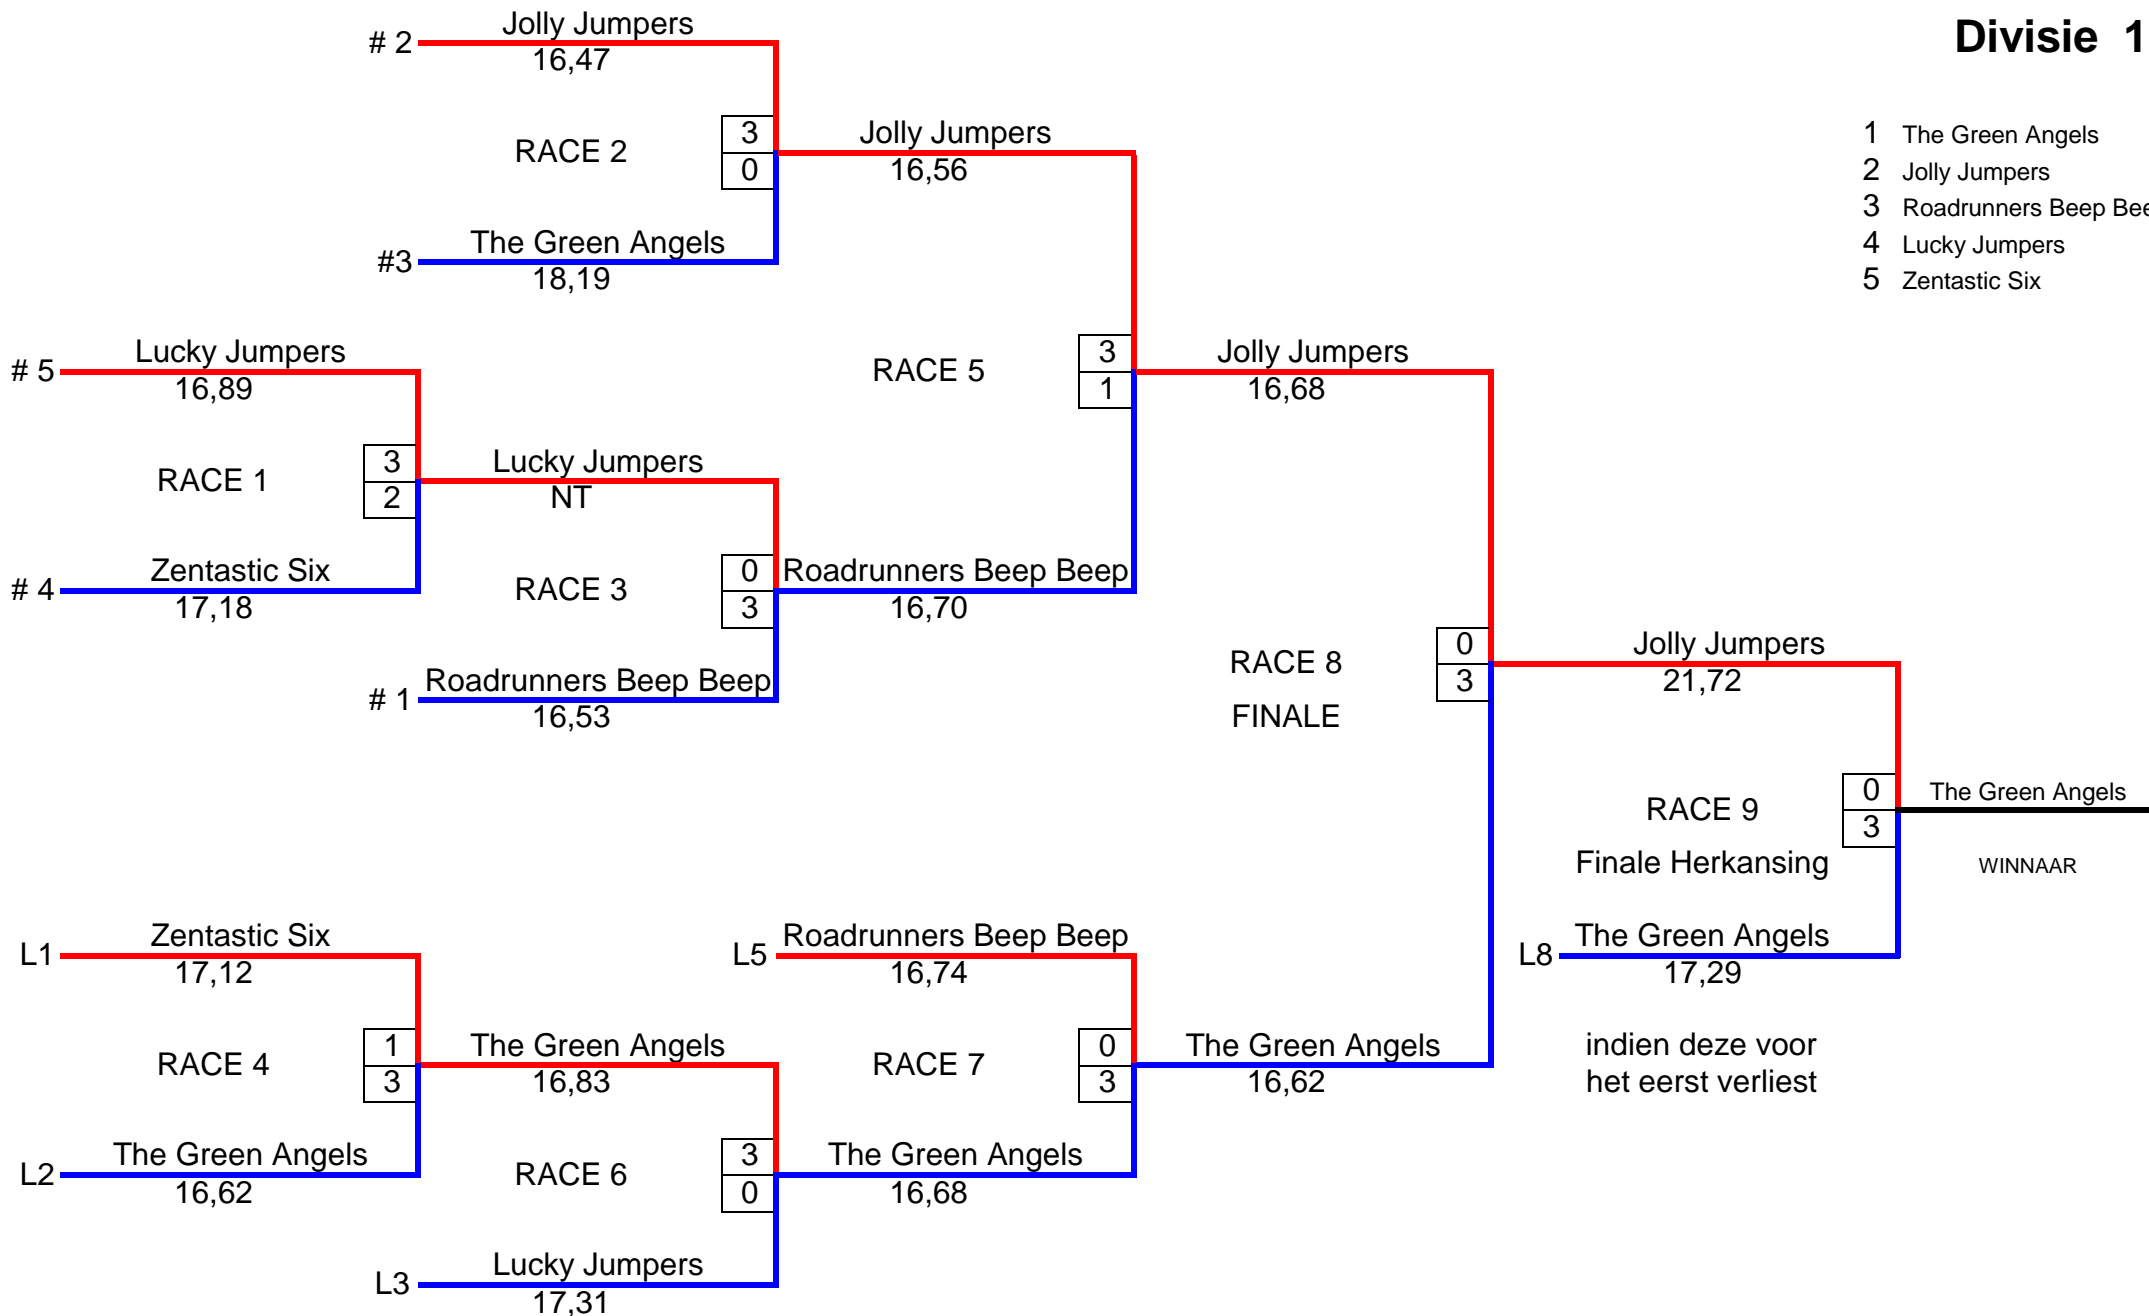 Divisie 1
1 The Green Angels
2 Jolly Jumpers
3 Roadrunners Beep Bee
4 Lucky Jumpers
5 Zentastic Six
# 2 Jolly Jumpers
16,47
RACE 2
3
0
#3 The Green Angels
18,19
Jolly Jumpers
16,56
# 5 Lucky Jumpers
16,89
RACE 1
3
2
# 4 Zentastic Six
17,18
Lucky Jumpers
NT
RACE 3
0
3
# 1 Roadrunners Beep Beep
16,53
RACE 5
3
1
Roadrunners Beep Beep
16,70
Jolly Jumpers
16,68
RACE 8
FINALE
0
3
Jolly Jumpers
21,72
RACE 9
Finale Herkansing
0
3
The Green Angels
WINNAAR
L8 The Green Angels
17,29
indien deze voor
het eerst verliest
L1 Zentastic Six
17,12
RACE 4
1
3
L2 The Green Angels
16,62
The Green Angels
16,83
RACE 6
3
0
L3 Lucky Jumpers
17,31
L5 Roadrunners Beep Beep
16,74
RACE 7
0
3
The Green Angels
16,68
The Green Angels
16,62